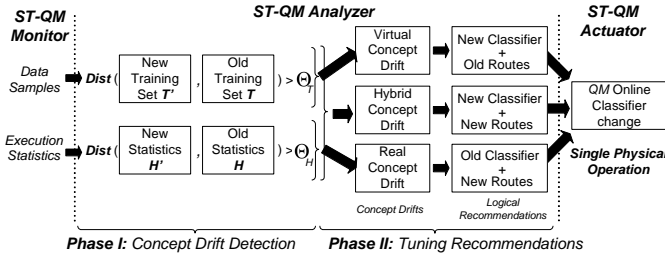 ST-QM Monitor
ST-QM Analyzer
ST-QM Actuator
Data Samples
Dist ( New Training Set T' , Old Training Set T ) > Θ_T
Execution Statistics
Dist ( New Statistics H' , Old Statistics H ) > Θ_H
Virtual Concept Drift
New Classifier + Old Routes
Hybrid Concept Drift
New Classifier + New Routes
Real Concept Drift
Old Classifier + New Routes
QM Online Classifier change
Single Physical Operation
Concept Drifts
Logical Recommendations
Phase I: Concept Drift Detection
Phase II: Tuning Recommendations